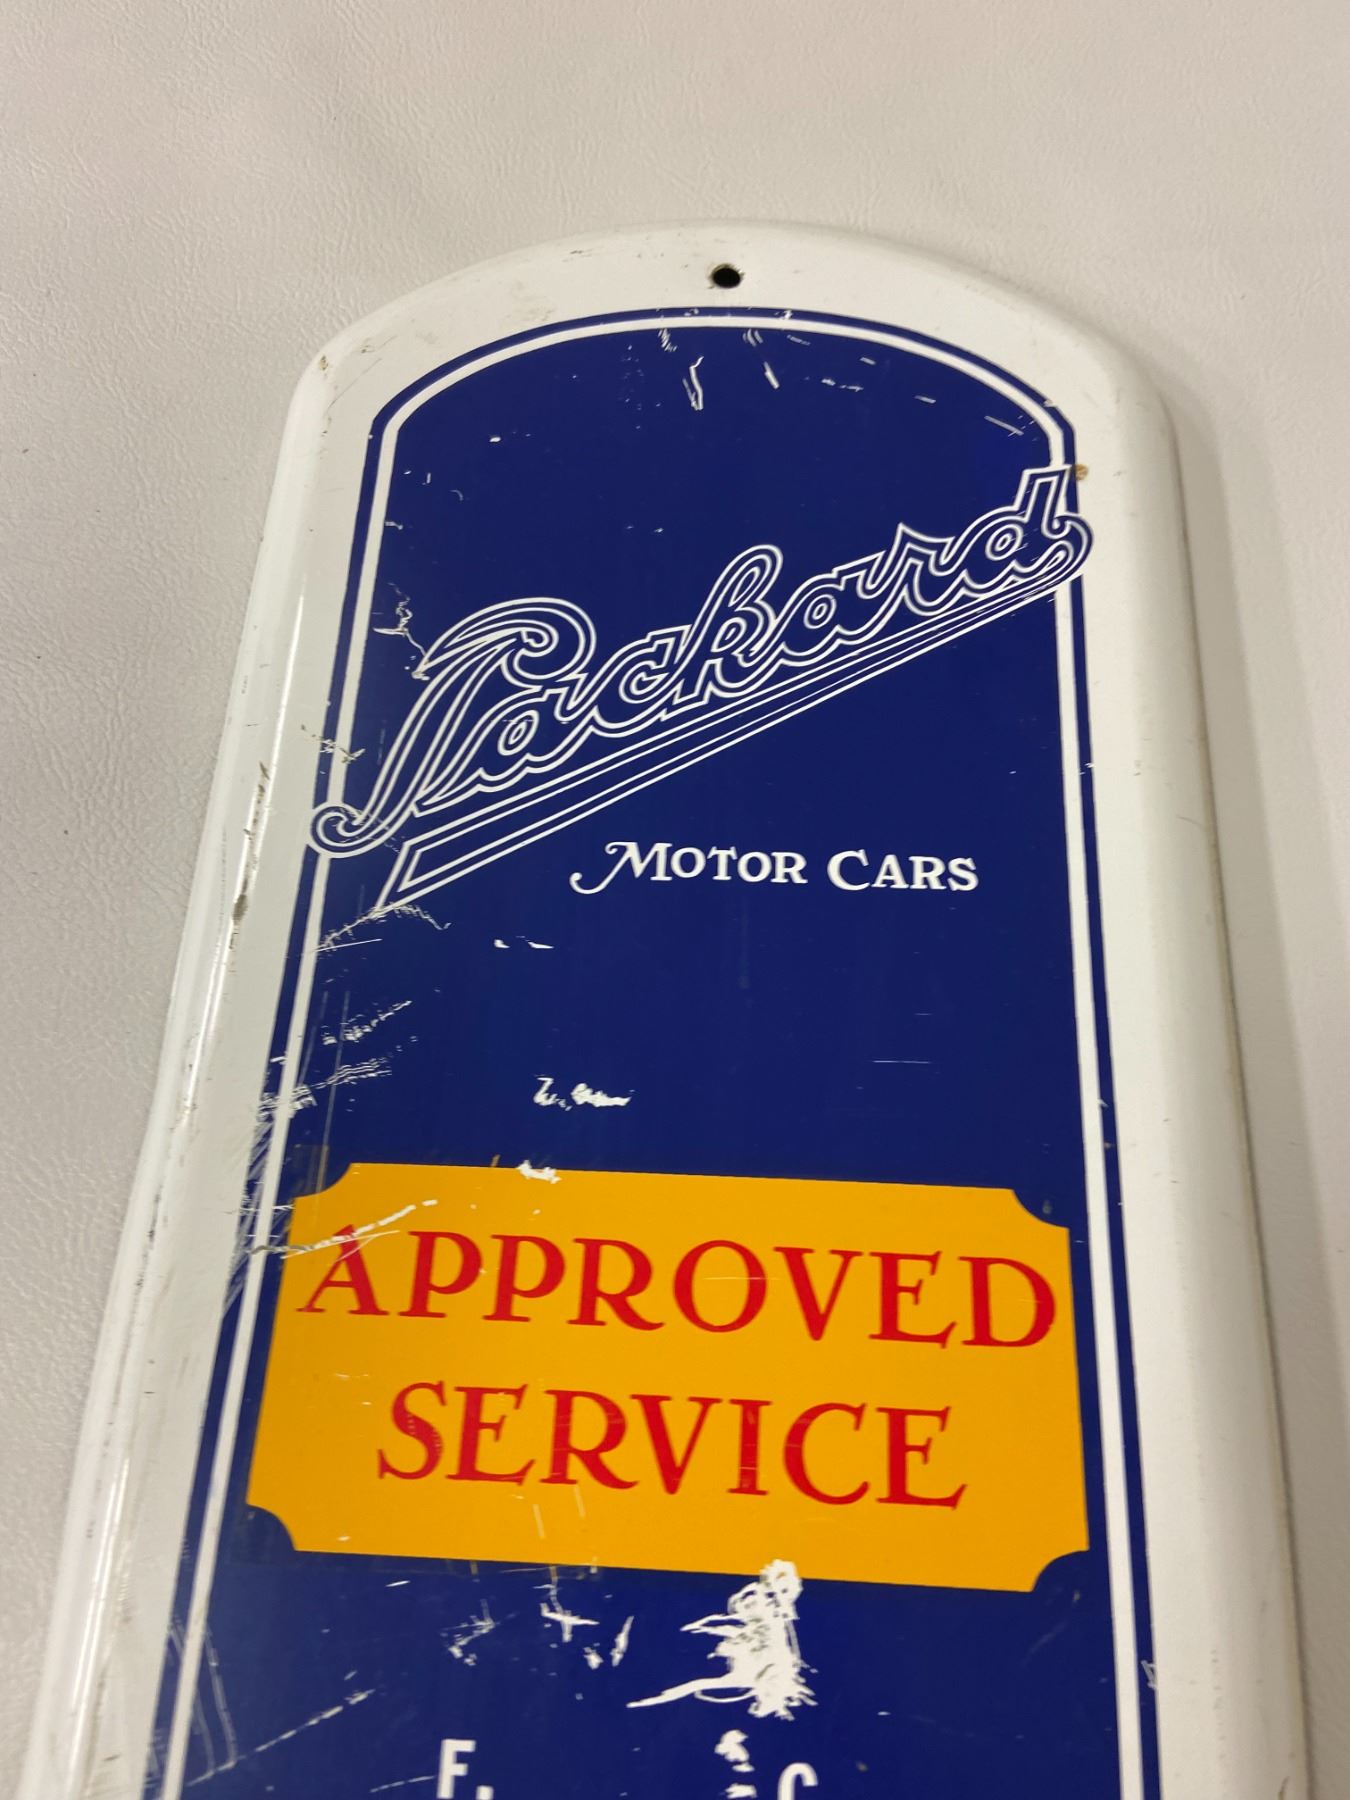 Packard
MOTOR CARS
APPROVED
SERVICE
F. C